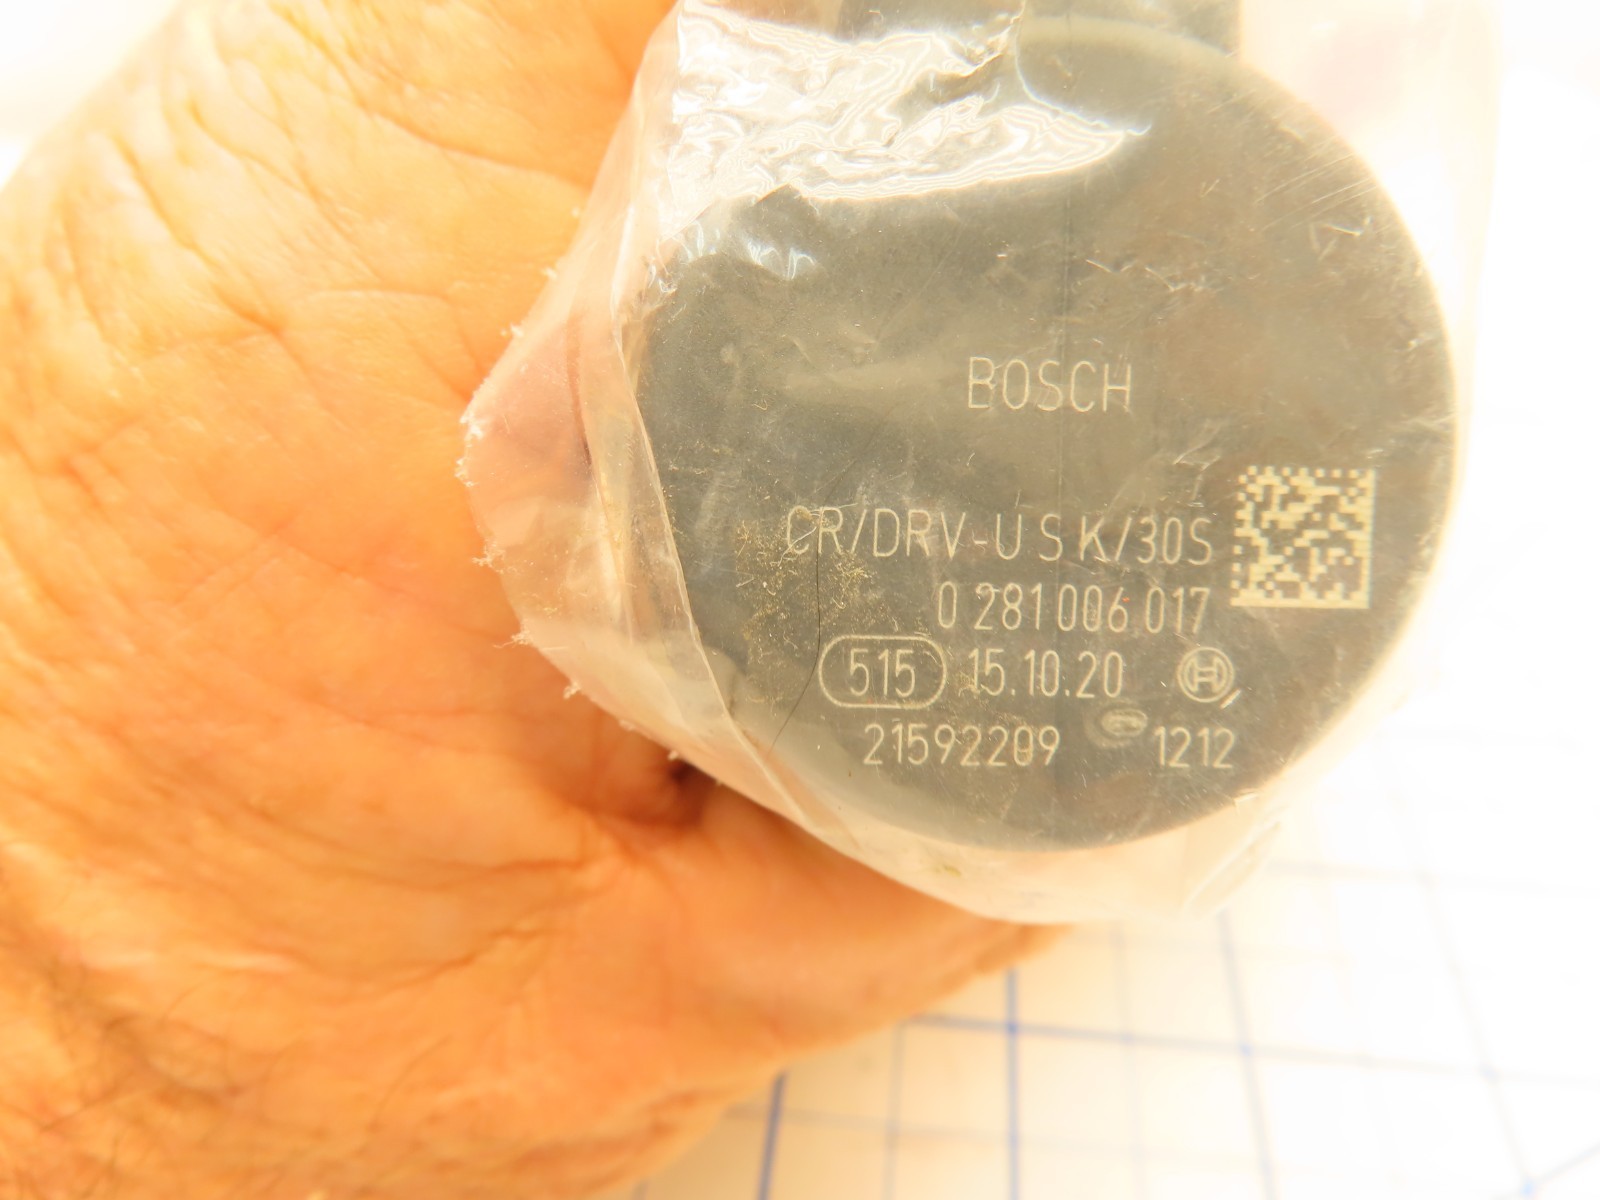 BOSCH
CR/DRV-U S K/30S
0 281 006 017
515 15.10.20
21592209 1212